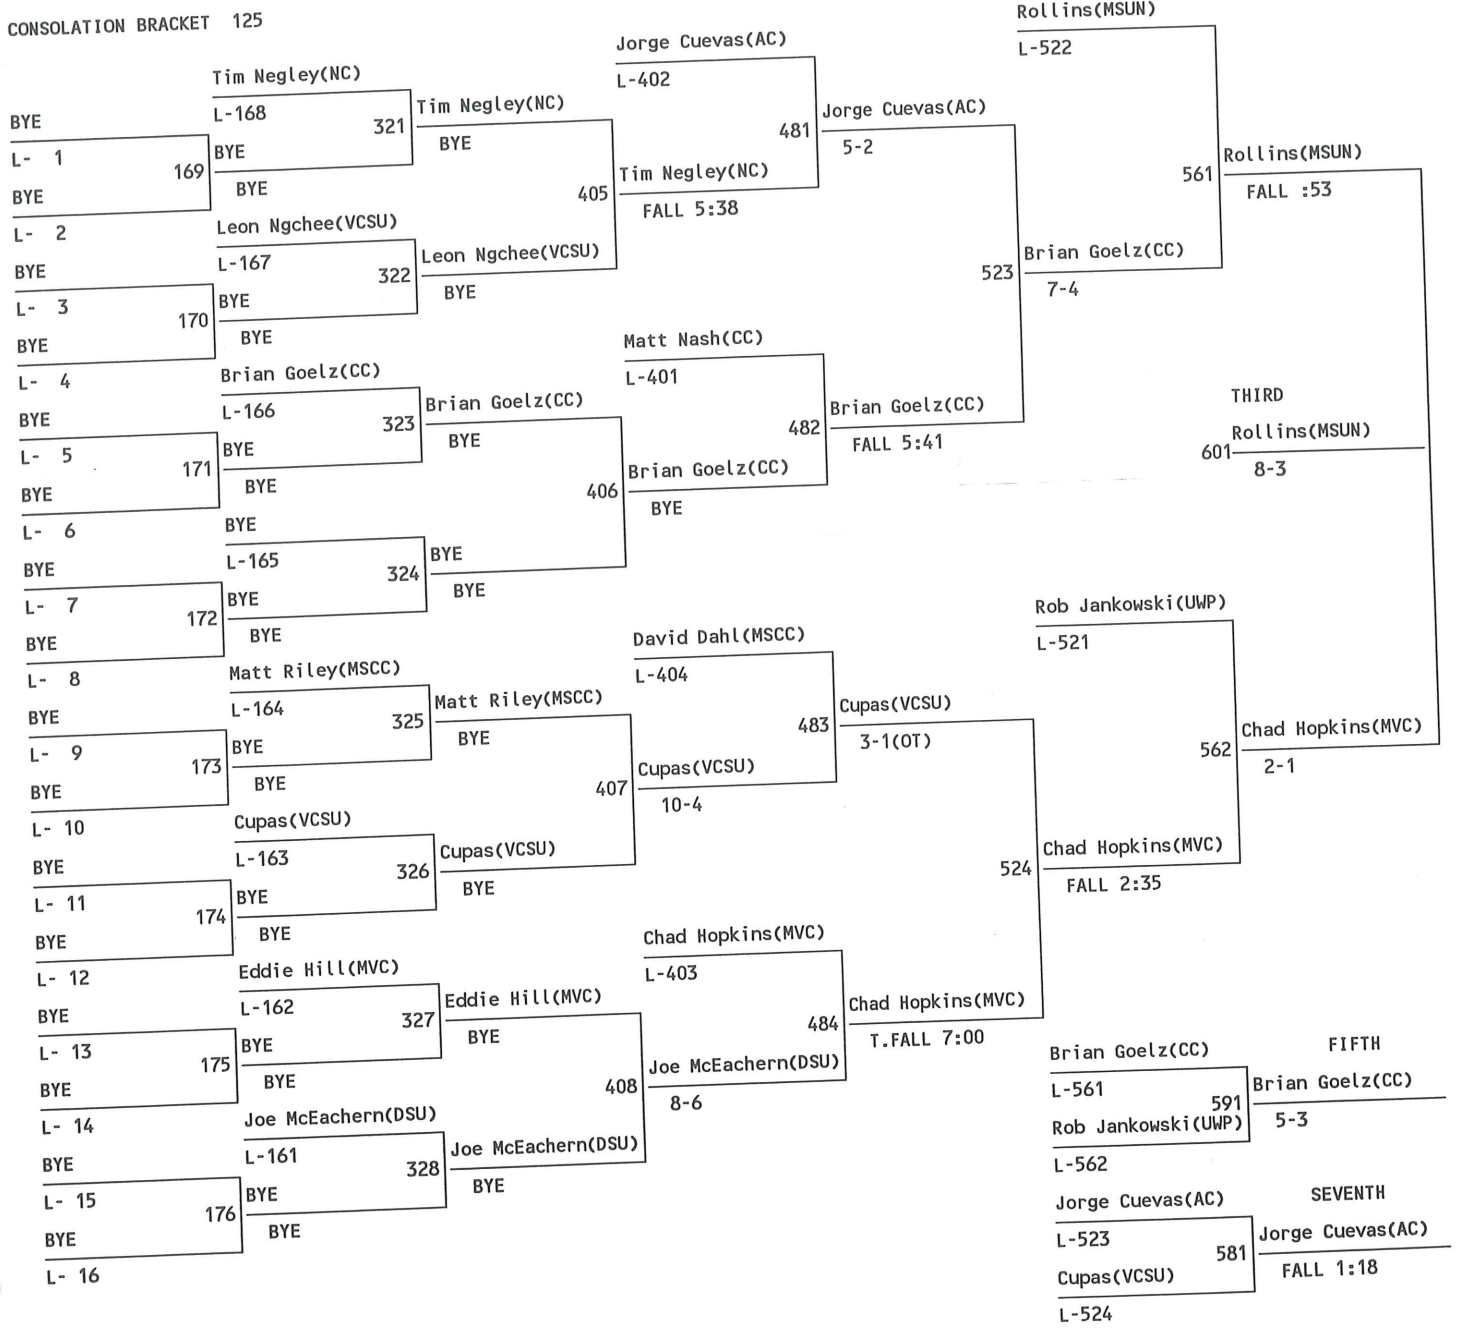 CONSOLATION BRACKET 125
BYE
L- 1
BYE
L- 2
BYE
L- 3
BYE
L- 4
BYE
L- 5
BYE
L- 6
BYE
L- 7
BYE
L- 8
BYE
L- 9
BYE
L- 10
BYE
L- 11
BYE
L- 12
BYE
L- 13
BYE
L- 14
BYE
L- 15
BYE
L- 16
169
170
171
172
173
174
175
176
Tim Negley(NC)
L-168
321
BYE
BYE
Leon Ngchee(VCSU)
L-167
322
BYE
BYE
Brian Goelz(CC)
L-166
323
BYE
BYE
BYE
L-165
324
BYE
BYE
Matt Riley(MSCC)
L-164
325
BYE
BYE
Cupas(VCSU)
L-163
326
BYE
BYE
Eddie Hill(MVC)
L-162
327
BYE
BYE
Joe McEachern(DSU)
L-161
328
BYE
BYE
Tim Negley(NC)
BYE
405
Leon Ngchee(VCSU)
BYE
Brian Goelz(CC)
BYE
406
BYE
BYE
Matt Riley(MSCC)
BYE
407
Cupas(VCSU)
BYE
Eddie Hill(MVC)
BYE
408
Joe McEachern(DSU)
BYE
Jorge Cuevas(AC)
L-402
481
Tim Negley(NC)
FALL 5:38
Matt Nash(CC)
L-401
482
Brian Goelz(CC)
BYE
David Dahl(MSCC)
L-404
483
Cupas(VCSU)
10-4
Chad Hopkins(MVC)
L-403
484
Joe McEachern(DSU)
8-6
Jorge Cuevas(AC)
5-2
523
Brian Goelz(CC)
FALL 5:41
Cupas(VCSU)
3-1(OT)
524
Chad Hopkins(MVC)
T.FALL 7:00
Rollins(MSUN)
L-522
561
Brian Goelz(CC)
7-4
Rob Jankowski(UWP)
L-521
562
Chad Hopkins(MVC)
FALL 2:35
Rollins(MSUN)
FALL :53
THIRD
601
Rollins(MSUN)
8-3
Chad Hopkins(MVC)
2-1
FIFTH
Brian Goelz(CC)
L-561
591
Rob Jankowski(UWP)
L-562
Brian Goelz(CC)
5-3
SEVENTH
Jorge Cuevas(AC)
L-523
581
Cupas(VCSU)
L-524
Jorge Cuevas(AC)
FALL 1:18